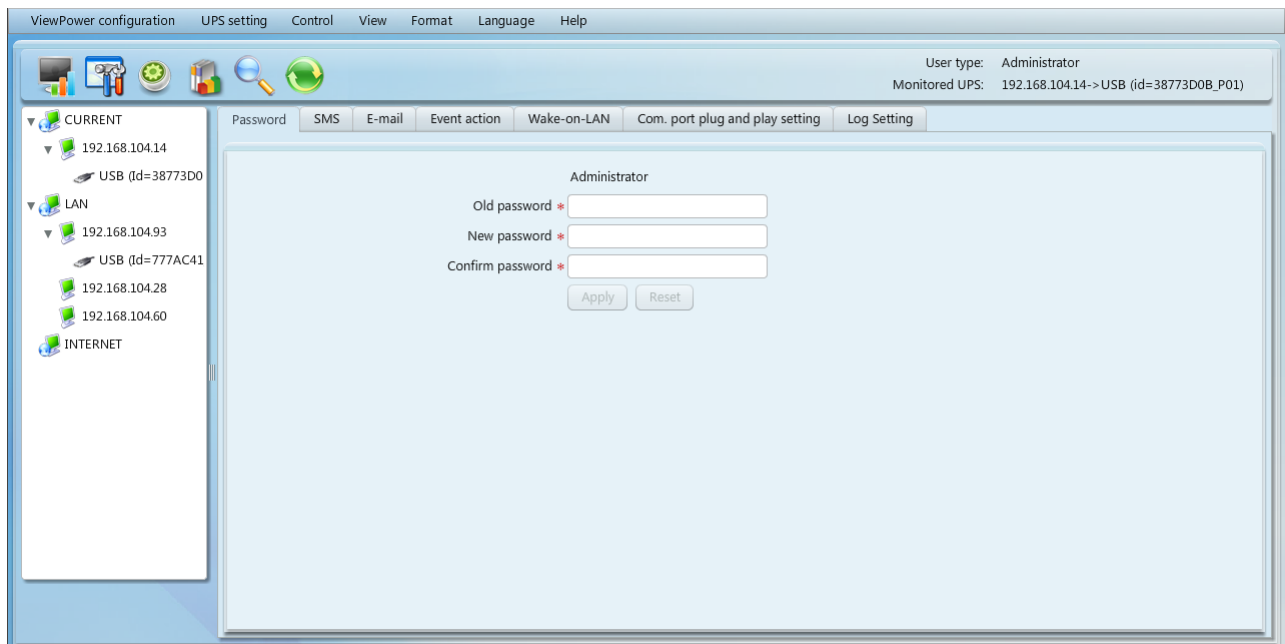 ViewPower configuration UPS setting Control View Format Language Help
User type: Administrator
Monitored UPS: 192.168.104.14->USB (id=38773D0B_P01)
CURRENT
192.168.104.14
USB (Id=38773D0
LAN
192.168.104.93
USB (Id=777AC41
192.168.104.28
192.168.104.60
INTERNET
Password SMS E-mail Event action Wake-on-LAN Com. port plug and play setting Log Setting
Administrator
Old password *
New password *
Confirm password *
Apply Reset